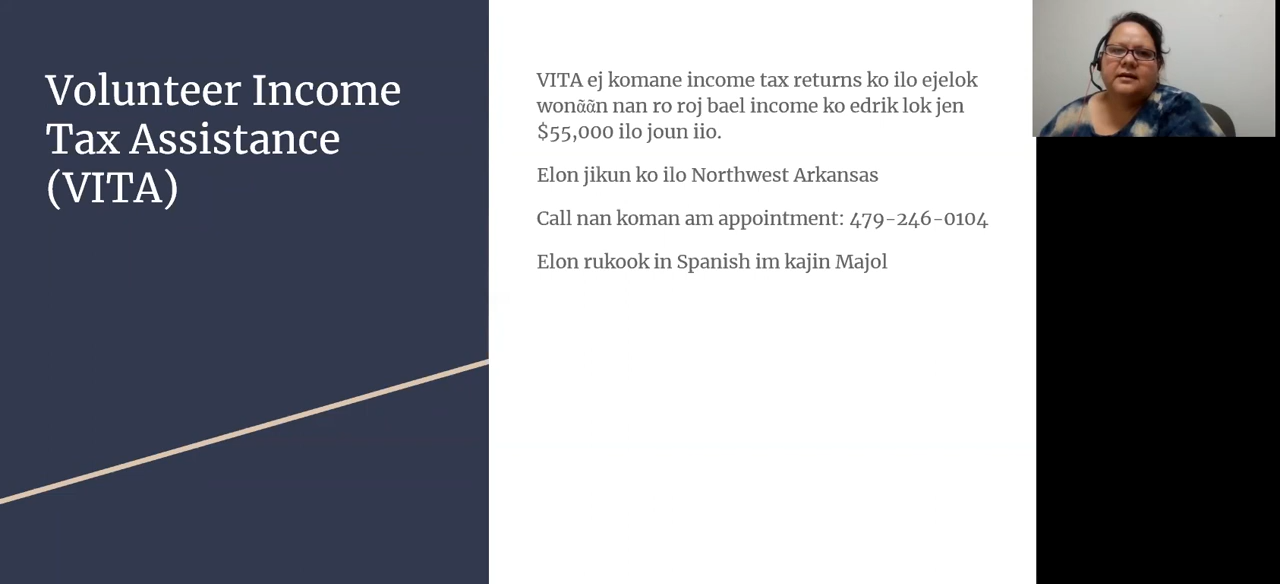 Volunteer Income
Tax Assistance
(VITA)
VITA ej komane income tax returns ko ilo ejelok
wonããn nan ro roj bael income ko edrik lok jen
$55,000 ilo joun iio.
Elon jikun ko ilo Northwest Arkansas
Call nan koman am appointment: 479-246-0104
Elon rukook in Spanish im kajin Majol